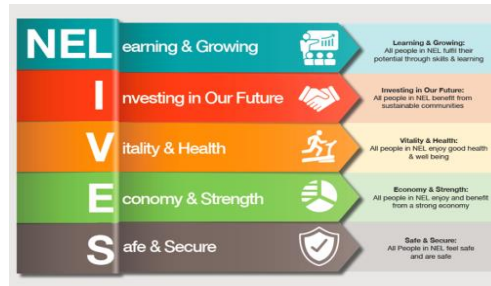 NEL earning & Growing
Learning & Growing:
All people in NEL fulfil their
potential through skills & learning
I nvesting in Our Future
Investing in Our Future:
All people in NEL benefit from
sustainable communities
V itality & Health
Vitality & Health:
All people in NEL enjoy good health
& well being
E conomy & Strength
Economy & Strength:
All people in NEL enjoy and benefit
from a strong economy
S afe & Secure
Safe & Secure:
All People in NEL feel safe
and are safe